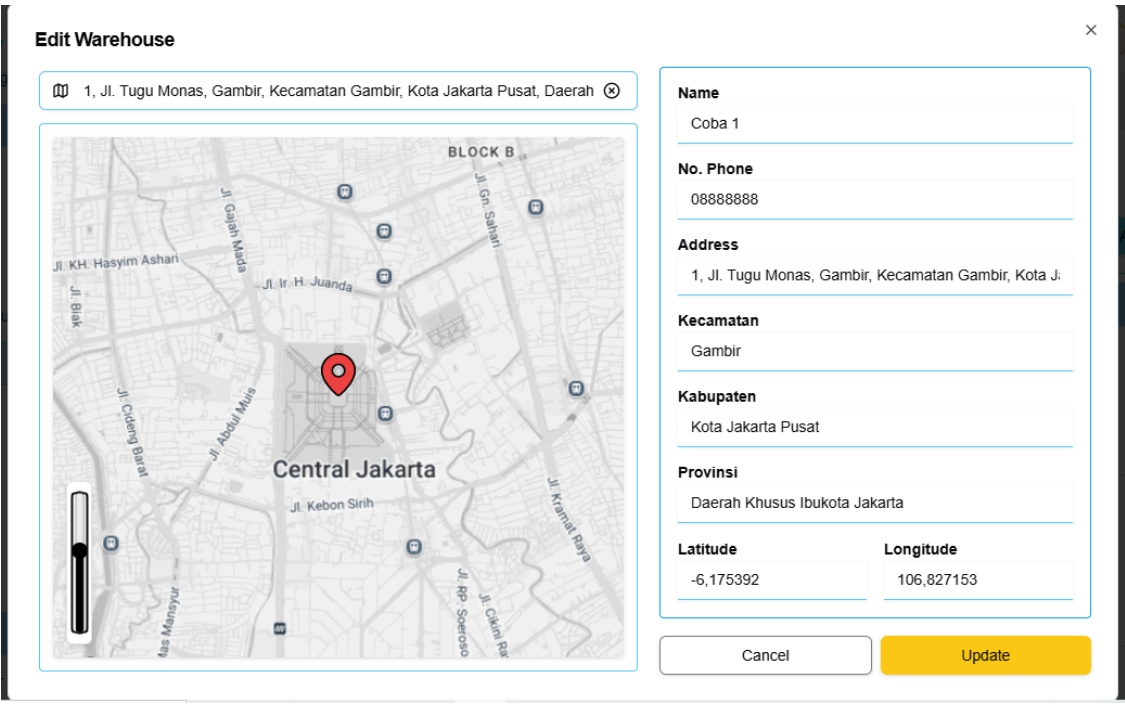 Edit Warehouse
1, Jl. Tugu Monas, Gambir, Kecamatan Gambir, Kota Jakarta Pusat, Daerah
BLOCK B
Jl. Gn. Sahari
Jl. Gajah Mada
Jl. KH. Hasyim Ashari
Jl. Ir. H. Juanda
Jl. Biak
Jl. Cideng Barat
Jl. Abdul Muis
Central Jakarta
Jl. Kebon Sirih
Jl. Kramat Raya
Mas Mansyur
Jl. RP. Soeroso
Jl. Cikini Ra
Name
Coba 1
No. Phone
08888888
Address
1, Jl. Tugu Monas, Gambir, Kecamatan Gambir, Kota J
Kecamatan
Gambir
Kabupaten
Kota Jakarta Pusat
Provinsi
Daerah Khusus Ibukota Jakarta
Latitude Longitude
-6,175392 106,827153
Cancel Update